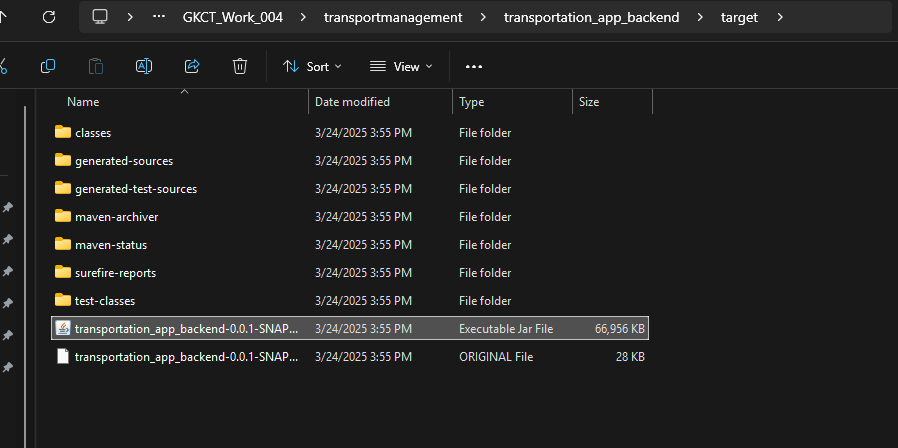 GKCT_Work_004 > transportmanagement > transportation_app_backend > target >
Sort View
Name Date modified Type Size
classes 3/24/2025 3:55 PM File folder
generated-sources 3/24/2025 3:55 PM File folder
generated-test-sources 3/24/2025 3:55 PM File folder
maven-archiver 3/24/2025 3:55 PM File folder
maven-status 3/24/2025 3:55 PM File folder
surefire-reports 3/24/2025 3:55 PM File folder
test-classes 3/24/2025 3:55 PM File folder
transportation_app_backend-0.0.1-SNAP... 3/24/2025 3:55 PM Executable Jar File 66,956 KB
transportation_app_backend-0.0.1-SNAP... 3/24/2025 3:55 PM ORIGINAL File 28 KB